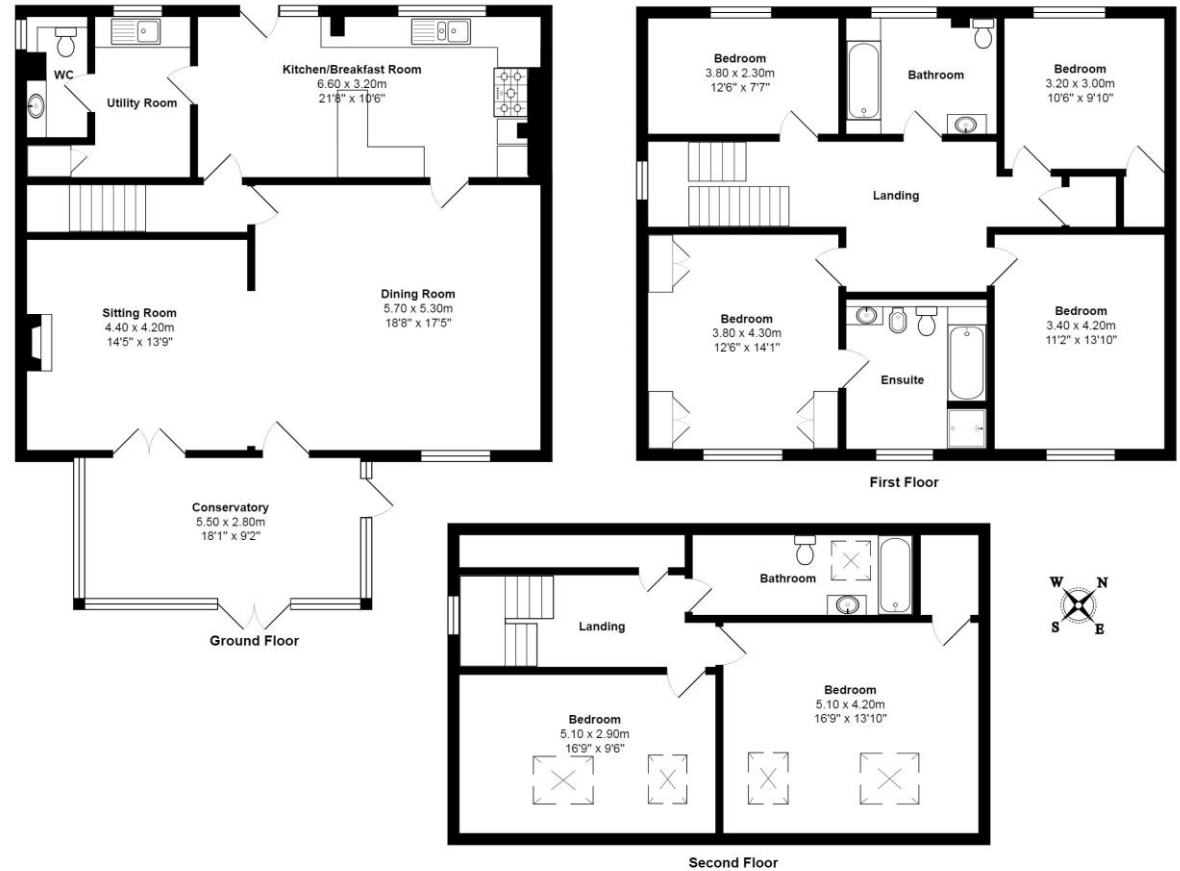 WC
Utility Room
Kitchen/Breakfast Room
6.60 x 3.20m
21'8" x 10'6"
Sitting Room
4.40 x 4.20m
14'5" x 13'9"
Dining Room
5.70 x 5.30m
18'8" x 17'5"
Conservatory
5.50 x 2.80m
18'1" x 9'2"
Ground Floor
Bedroom
3.80 x 2.30m
12'6" x 7'7"
Bathroom
Bedroom
3.20 x 3.00m
10'6" x 9'10"
Landing
Bedroom
3.80 x 4.30m
12'6" x 14'1"
Ensuite
Bedroom
3.40 x 4.20m
11'2" x 13'10"
First Floor
Bathroom
Landing
Bedroom
5.10 x 2.90m
16'9" x 9'6"
Bedroom
5.10 x 4.20m
16'9" x 13'10"
Second Floor
W N
S E